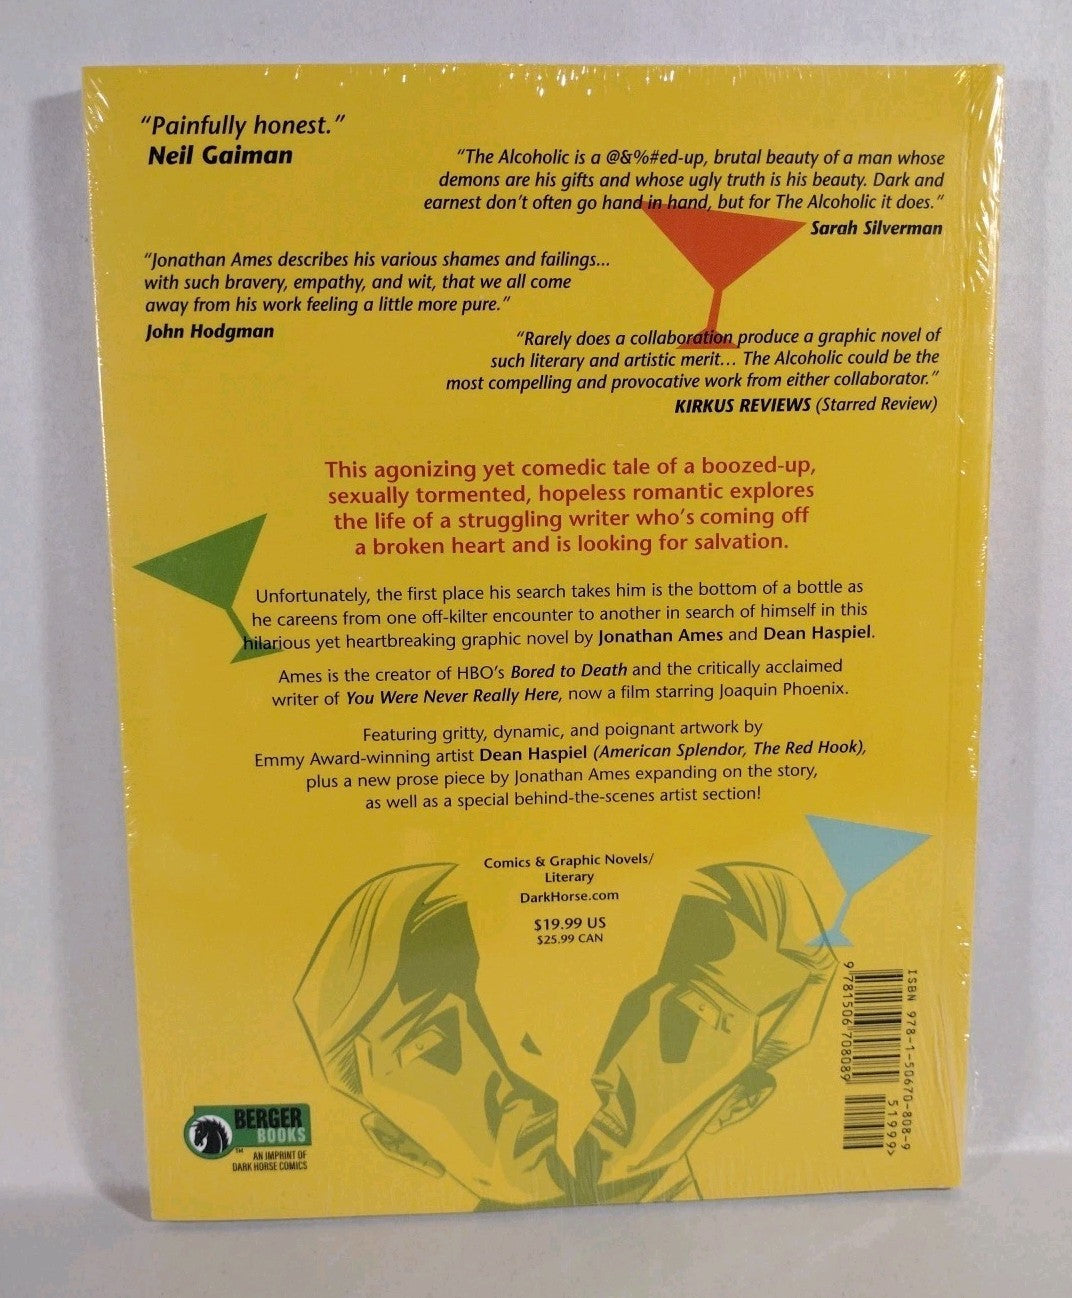 “Painfully honest.”
Neil Gaiman
“The Alcoholic is a @&%#ed-up, brutal beauty of a man whose
demons are his gifts and whose ugly truth is his beauty. Dark and
earnest don’t often go hand in hand, but for The Alcoholic it does.”
Sarah Silverman
“Jonathan Ames describes his various shames and failings...
with such bravery, empathy, and wit, that we all come
away from his work feeling a little more pure.”
John Hodgman
“Rarely does a collaboration produce a graphic novel of
such literary and artistic merit… The Alcoholic could be the
most compelling and provocative work from either collaborator.”
KIRKUS REVIEWS (Starred Review)
This agonizing yet comedic tale of a boozed-up,
sexually tormented, hopeless romantic explores
the life of a struggling writer who’s coming off
a broken heart and is looking for salvation.
Unfortunately, the first place his search takes him is the bottom of a bottle as
he careens from one off-kilter encounter to another in search of himself in this
hilarious yet heartbreaking graphic novel by Jonathan Ames and Dean Haspiel.
Ames is the creator of HBO’s Bored to Death and the critically acclaimed
writer of You Were Never Really Here, now a film starring Joaquin Phoenix.
Featuring gritty, dynamic, and poignant artwork by
Emmy Award-winning artist Dean Haspiel (American Splendor, The Red Hook),
plus a new prose piece by Jonathan Ames expanding on the story,
as well as a special behind-the-scenes artist section!
Comics & Graphic Novels/
Literary
DarkHorse.com
$19.99 US
$25.99 CAN
ISBN 978-1-50670-808-9
9 781506 708089
51999>
BERGER
BOOKS
™
AN IMPRINT OF
DARK HORSE COMICS